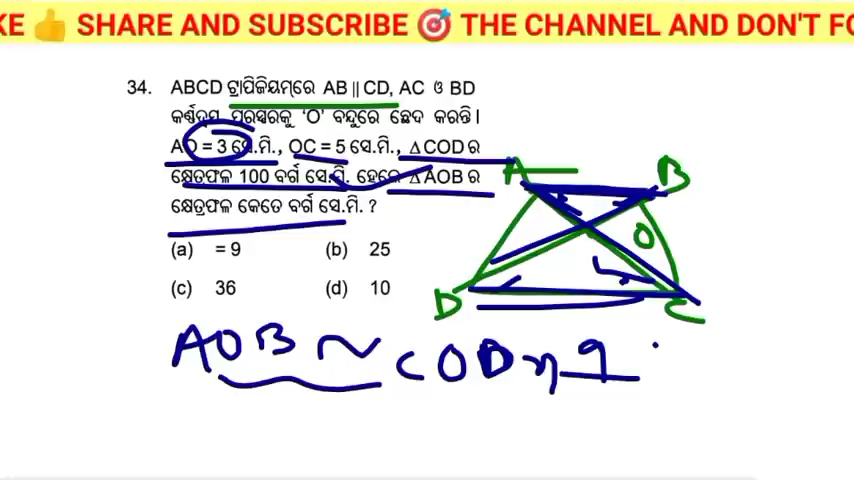 KE 👍 SHARE AND SUBSCRIBE 🎯 THE CHANNEL AND DON'T FO
34. ABCD ଟ୍ରାପିଜିୟମ୍‌ରେ AB || CD, AC ଓ BD
କର୍ଣ୍ଣଦ୍ୱୟ ପରସ୍ପରକୁ 'O' ବିନ୍ଦୁରେ ଛେଦ କରନ୍ତି ।
AO = 3 ସେ.ମି., OC = 5 ସେ.ମି., Δ COD ର
କ୍ଷେତ୍ରଫଳ 100 ବର୍ଗ ସେ.ମି. ହେଲେ Δ AOB ର
କ୍ଷେତ୍ରଫଳ କେତେ ବର୍ଗ ସେ.ମି. ?
(a) = 9 (b) 25
(c) 36 (d) 10
A B
O
D C
AOB ~ COD